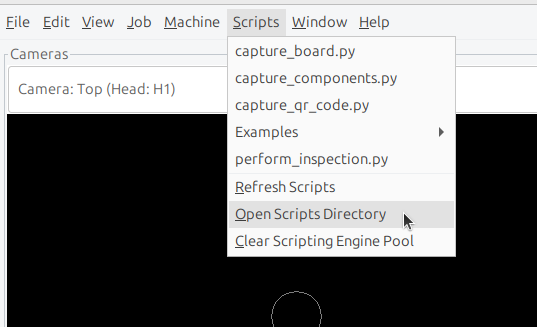 File Edit View Job Machine Scripts Window Help
Cameras
Camera: Top (Head: H1)
capture_board.py
capture_components.py
capture_qr_code.py
Examples
perform_inspection.py
Refresh Scripts
Open Scripts Directory
Clear Scripting Engine Pool